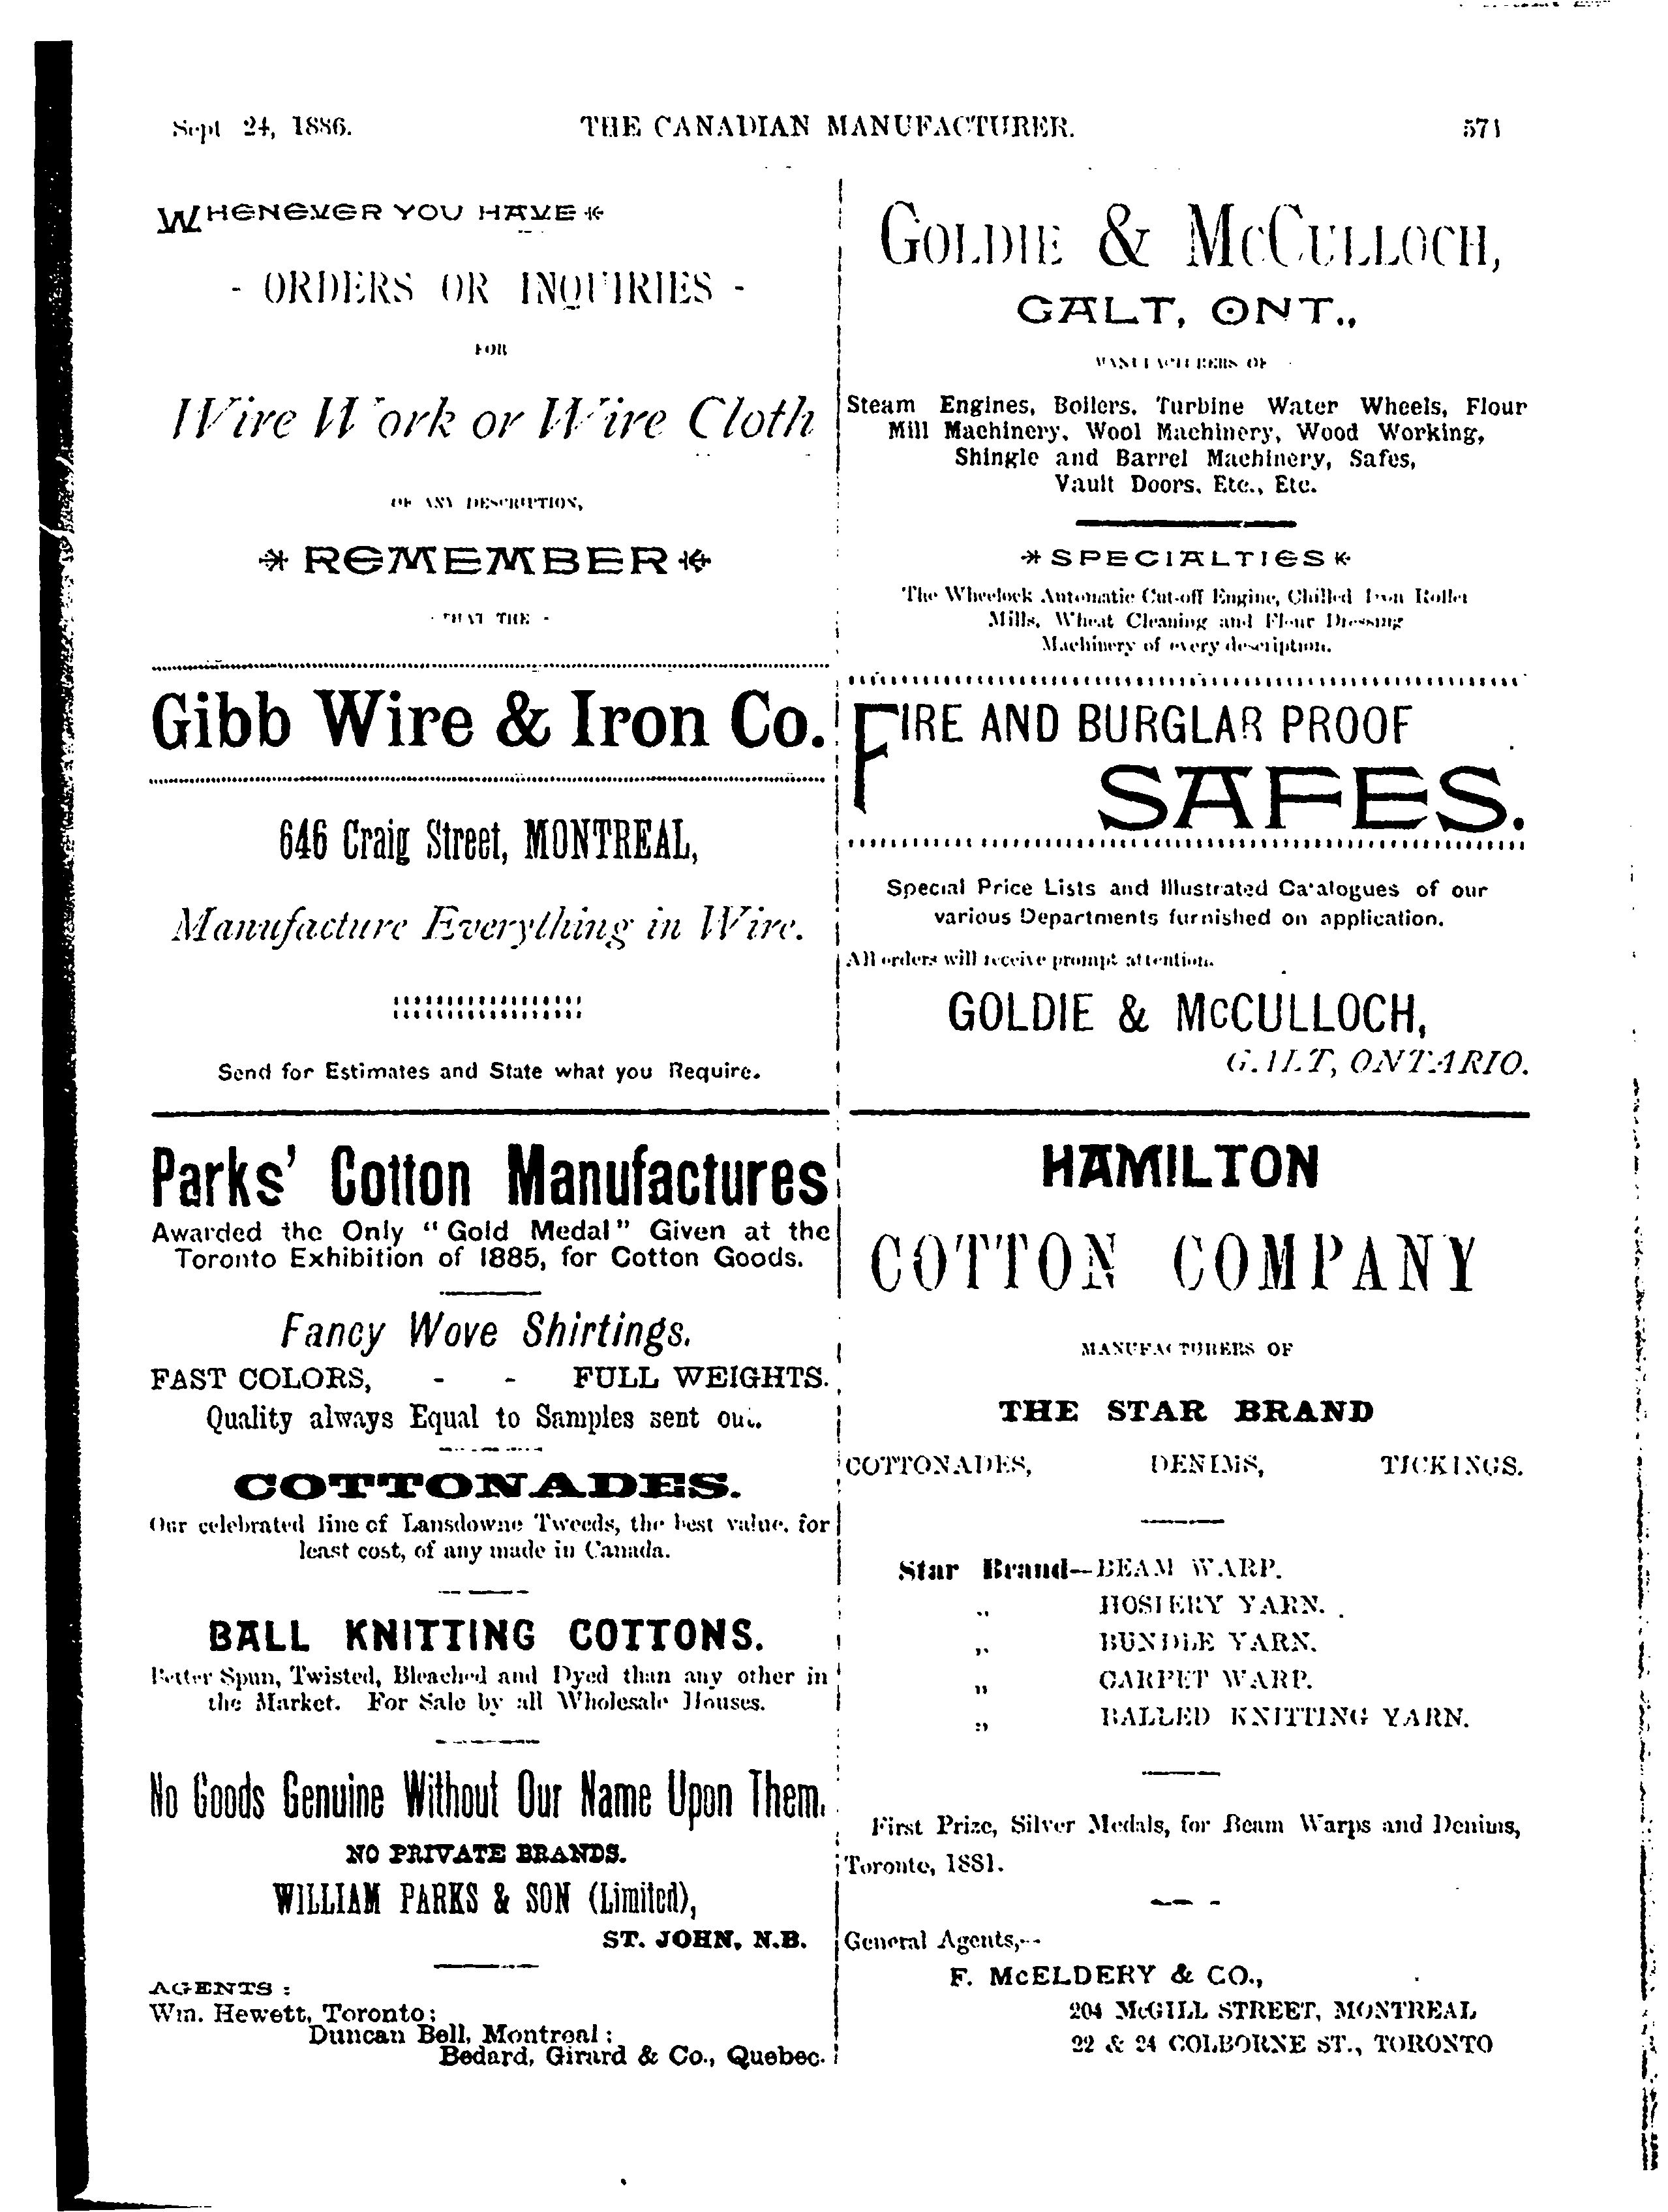 Sept 24, 1886. THE CANADIAN MANUFACTURER. 571
WHENEVER YOU HAVE
- ORDERS OR INQUIRIES -
FOR
Wire Work or Wire Cloth
OF ANY DESCRIPTION,
REMEMBER
- THAT THE -
Gibb Wire & Iron Co.
646 Craig Street, MONTREAL,
Manufacture Everything in Wire.
Send for Estimates and State what you Require.
GOLDIE & McCULLOCH,
GALT, ONT.,
MANUFACTURERS OF
Steam Engines, Boilers, Turbine Water Wheels, Flour
Mill Machinery, Wool Machinery, Wood Working,
Shingle and Barrel Machinery, Safes,
Vault Doors, Etc., Etc.
SPECIALTIES
The Wheelock Automatic Cut-off Engine, Chilled Iron Roller
Mills, Wheat Cleaning and Flour Dressing
Machinery of every description.
FIRE AND BURGLAR PROOF
SAFES.
Special Price Lists and Illustrated Catalogues of our
various Departments furnished on application.
All orders will receive prompt attention.
GOLDIE & McCULLOCH,
GALT, ONTARIO.
Parks' Cotton Manufactures
Awarded the Only "Gold Medal" Given at the
Toronto Exhibition of 1885, for Cotton Goods.
Fancy Wove Shirtings.
FAST COLORS, - - FULL WEIGHTS.
Quality always Equal to Samples sent out.
COTTONADES.
Our celebrated line of Lansdowne Tweeds, the best value, for
least cost, of any made in Canada.
BALL KNITTING COTTONS.
Better Spun, Twisted, Bleached and Dyed than any other in
the Market. For Sale by all Wholesale Houses.
No Goods Genuine Without Our Name Upon Them.
NO PRIVATE BRANDS.
WILLIAM PARKS & SON (Limited),
ST. JOHN, N.B.
AGENTS:
Wm. Hewett, Toronto;
Duncan Bell, Montreal;
Bedard, Girard & Co., Quebec.
HAMILTON
COTTON COMPANY
MANUFACTURERS OF
THE STAR BRAND
COTTONADES, DENIMS, TICKINGS.
Star Brand—BEAM WARP.
„ HOSIERY YARN.
„ BUNDLE YARN.
„ CARPET WARP.
„ BALLED KNITTING YARN.
First Prize, Silver Medals, for Beam Warps and Denims,
Toronto, 1881.
General Agents,--
F. McELDERY & CO.,
204 McGILL STREET, MONTREAL
22 & 24 COLBORNE ST., TORONTO